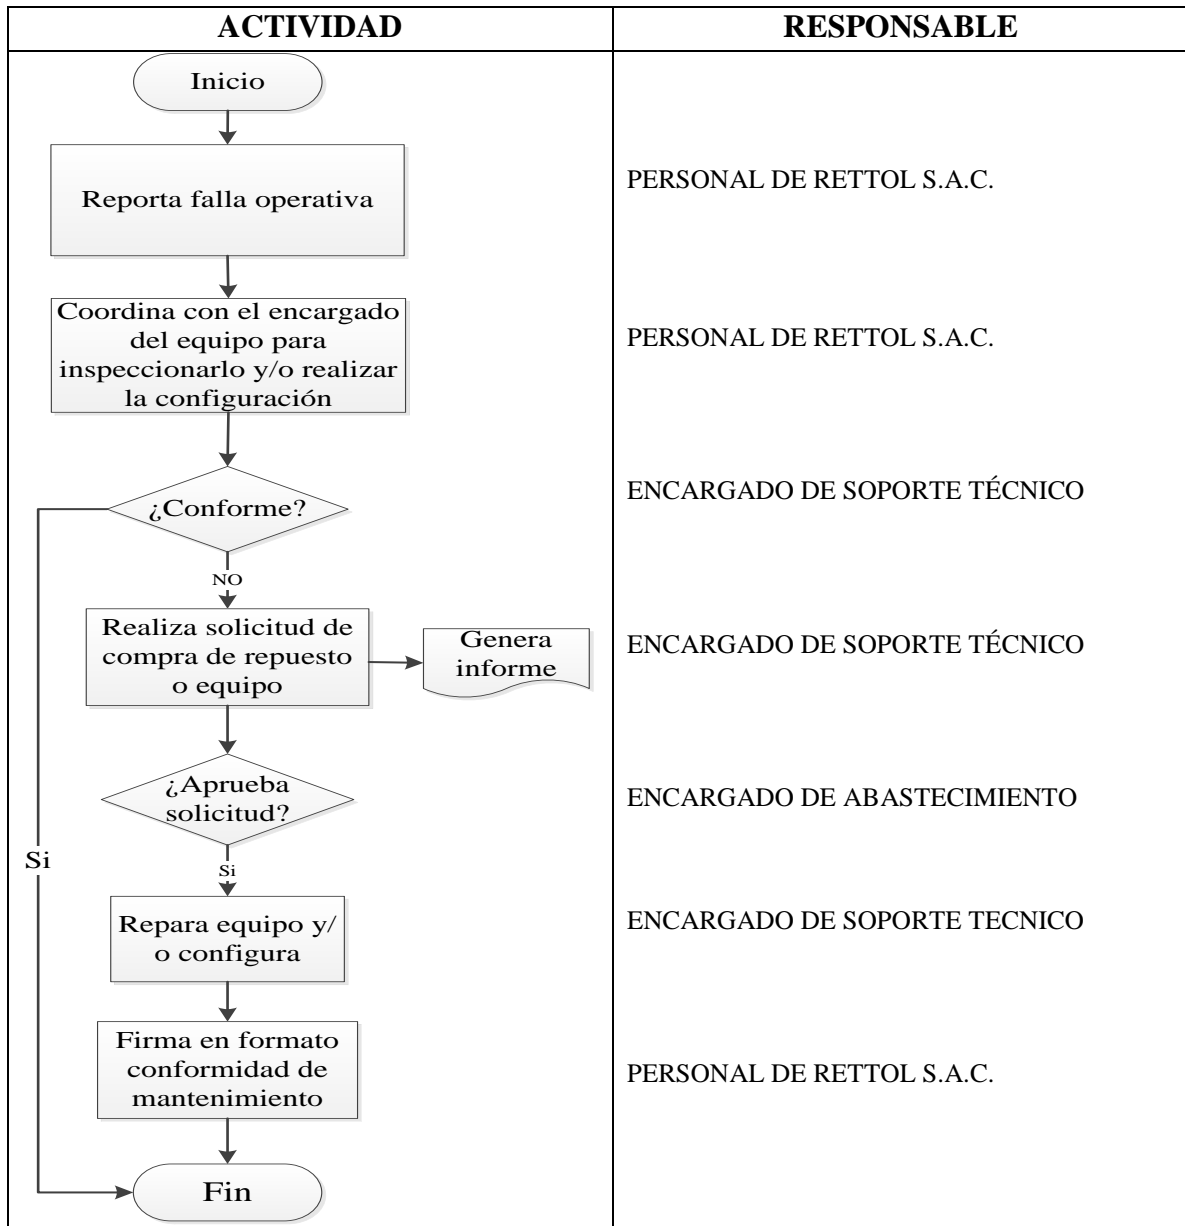 ACTIVIDAD
RESPONSABLE
Inicio
Reporta falla operativa
PERSONAL DE RETTOL S.A.C.
Coordina con el encargado
del equipo para
inspeccionarlo y/o realizar
la configuración
PERSONAL DE RETTOL S.A.C.
¿Conforme?
ENCARGADO DE SOPORTE TÉCNICO
NO
Realiza solicitud de
compra de repuesto
o equipo
Genera
informe
ENCARGADO DE SOPORTE TÉCNICO
¿Aprueba
solicitud?
ENCARGADO DE ABASTECIMIENTO
Si
Si
Repara equipo y/
o configura
ENCARGADO DE SOPORTE TECNICO
Firma en formato
conformidad de
mantenimiento
PERSONAL DE RETTOL S.A.C.
Fin